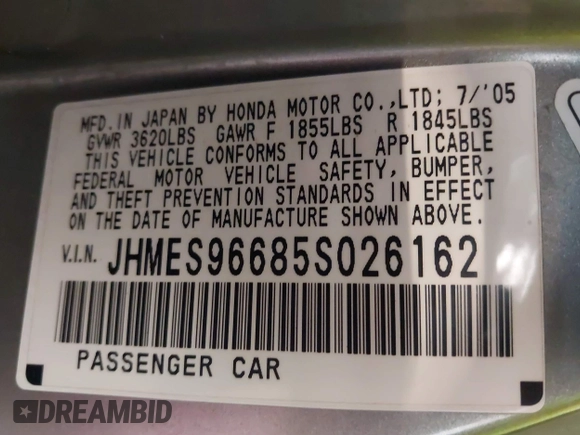 MFD. IN JAPAN BY HONDA MOTOR CO.,LTD; 7/'05
GVWR 3620LBS GAWR F 1855LBS R 1845LBS
THIS VEHICLE CONFORMS TO ALL APPLICABLE
FEDERAL MOTOR VEHICLE SAFETY, BUMPER,
AND THEFT PREVENTION STANDARDS IN EFFECT
ON THE DATE OF MANUFACTURE SHOWN ABOVE.
V.I.N. JHMES96685S026162
PASSENGER CAR
DREAMBID